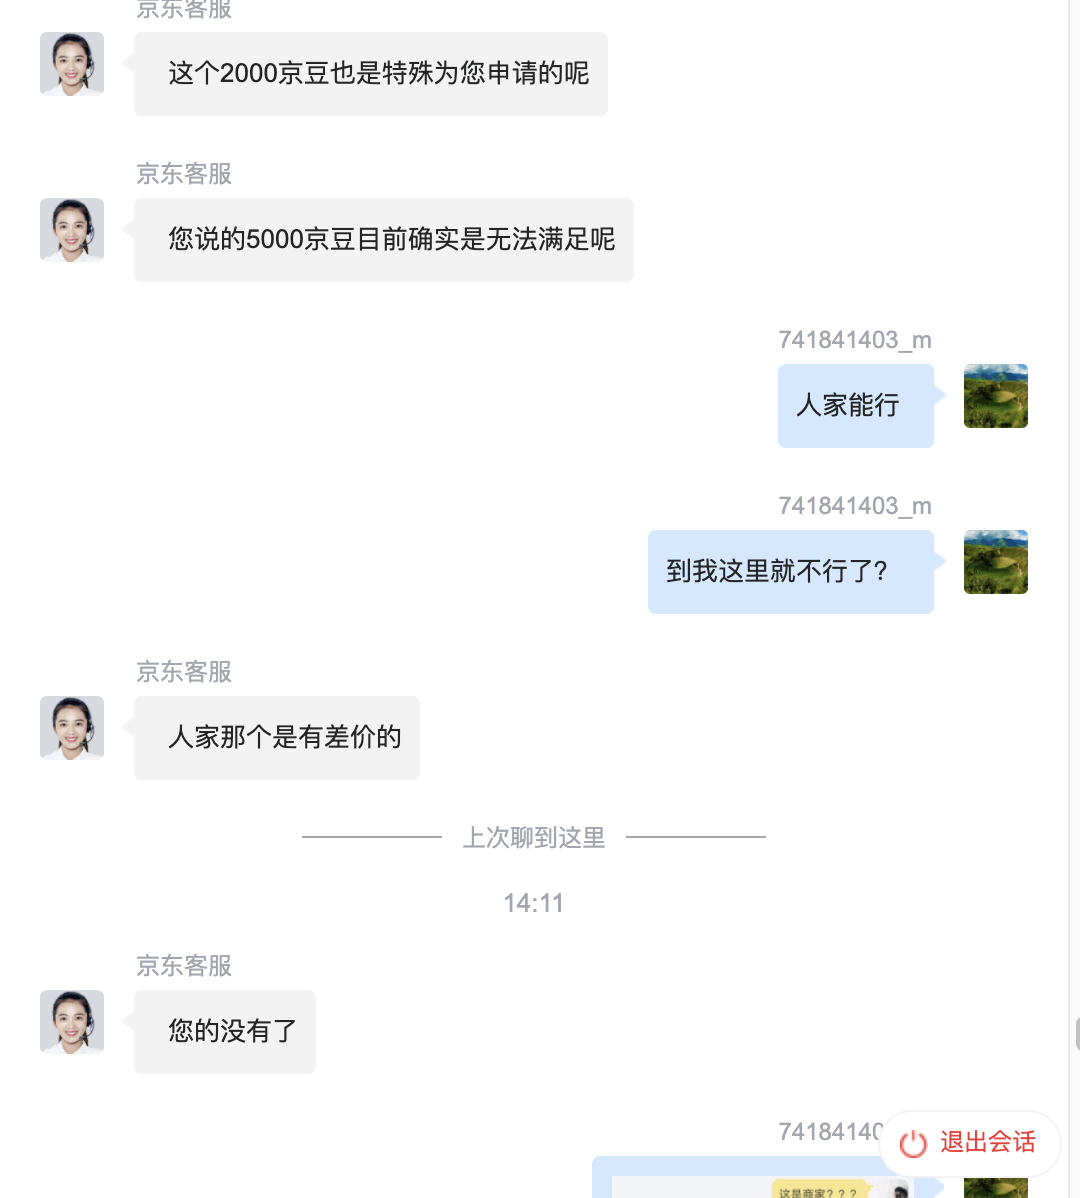 京东客服
这个2000京豆也是特殊为您申请的呢
京东客服
您说的5000京豆目前确实是无法满足呢
741841403_m
人家能行
741841403_m
到我这里就不行了?
京东客服
人家那个是有差价的
上次聊到这里
14:11
京东客服
您的没有了
74184140
退出会话
这是商家? ? ?